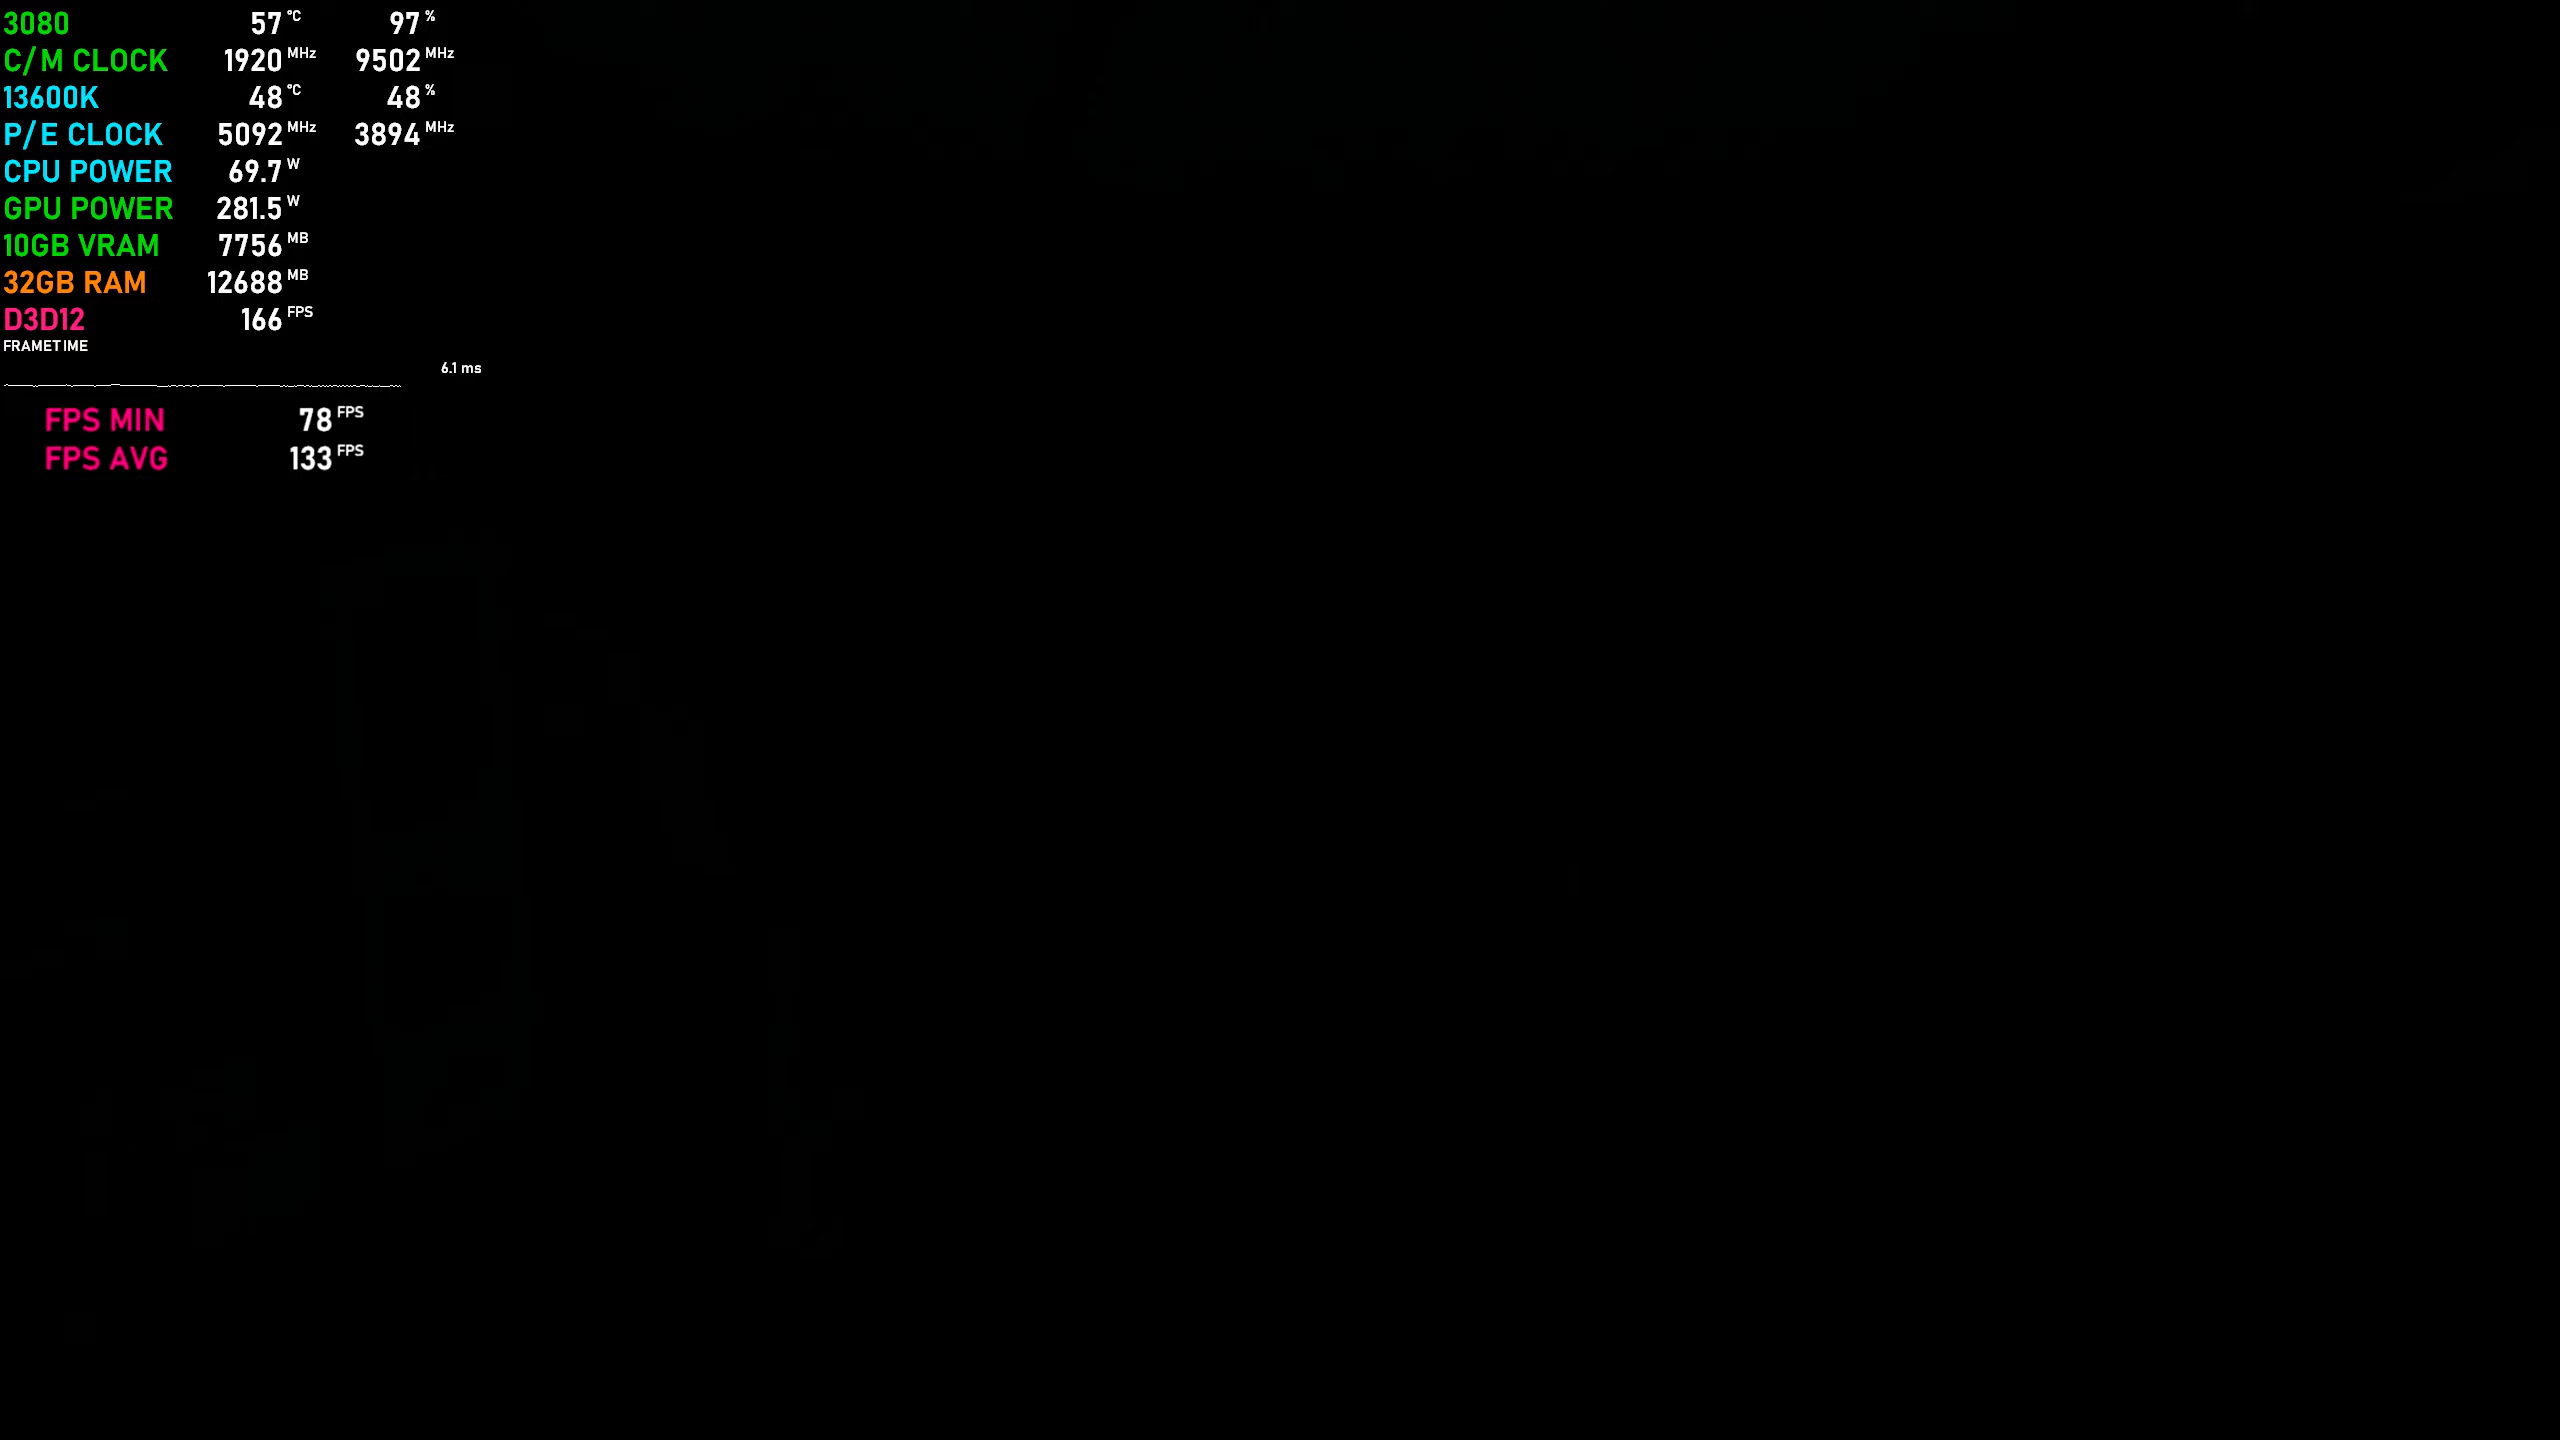 3080 57 °C 97 %
C/M CLOCK 1920 MHz 9502 MHz
13600K 48 °C 48 %
P/E CLOCK 5092 MHz 3894 MHz
CPU POWER 69.7 W
GPU POWER 281.5 W
10GB VRAM 7756 MB
32GB RAM 12688 MB
D3D12 166 FPS
FRAMETIME
6.1 ms
FPS MIN 78 FPS
FPS AVG 133 FPS